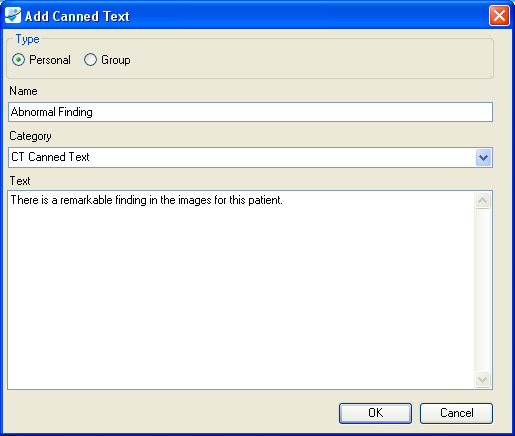 Add Canned Text
Type
Personal
Group
Name
Abnormal Finding
Category
CT Canned Text
Text
There is a remarkable finding in the images for this patient.
OK
Cancel